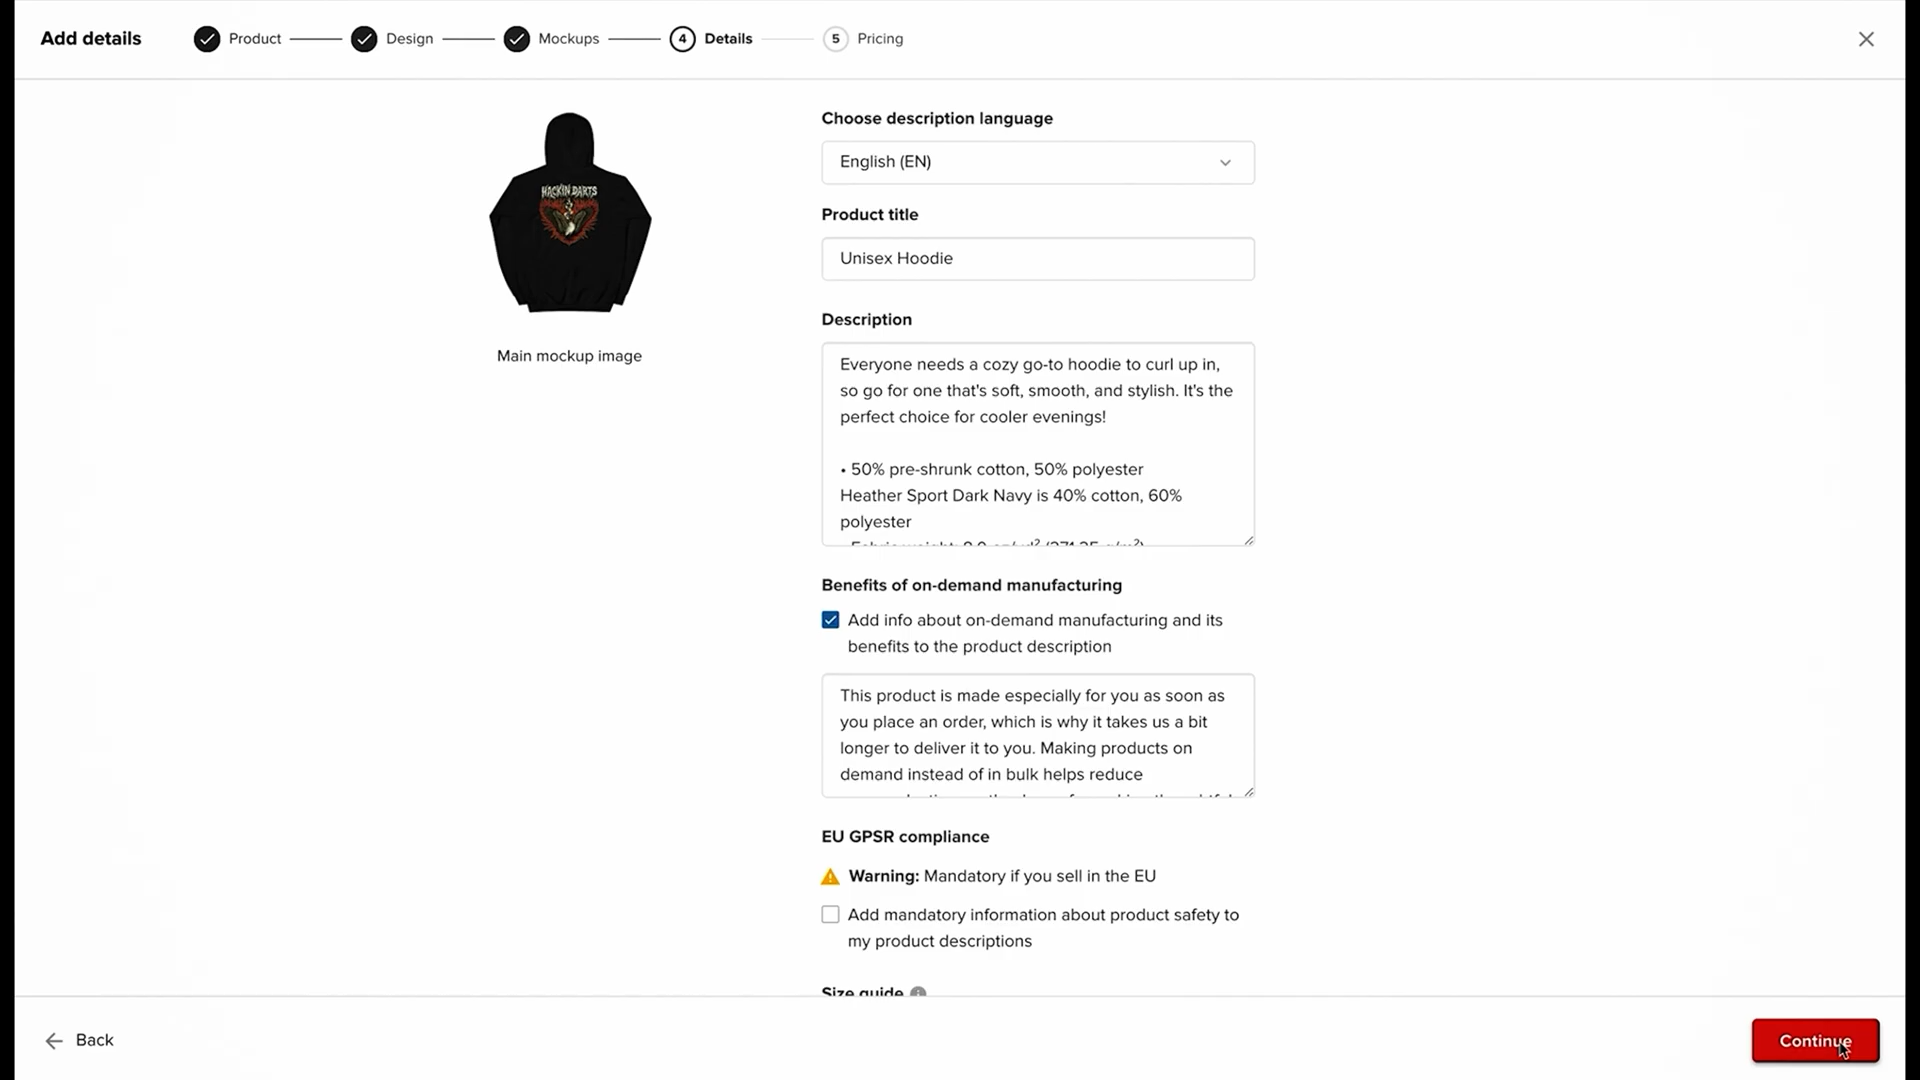 Add details
Product
Design
Mockups
4 Details
5 Pricing
HACKIN DARTS
Main mockup image
Choose description language
English (EN)
Product title
Unisex Hoodie
Description
Everyone needs a cozy go-to hoodie to curl up in,
so go for one that's soft, smooth, and stylish. It's the
perfect choice for cooler evenings!
• 50% pre-shrunk cotton, 50% polyester
Heather Sport Dark Navy is 40% cotton, 60%
polyester
Benefits of on-demand manufacturing
Add info about on-demand manufacturing and its
benefits to the product description
This product is made especially for you as soon as
you place an order, which is why it takes us a bit
longer to deliver it to you. Making products on
demand instead of in bulk helps reduce
EU GPSR compliance
Warning: Mandatory if you sell in the EU
Add mandatory information about product safety to
my product descriptions
Size guide
Back
Continue